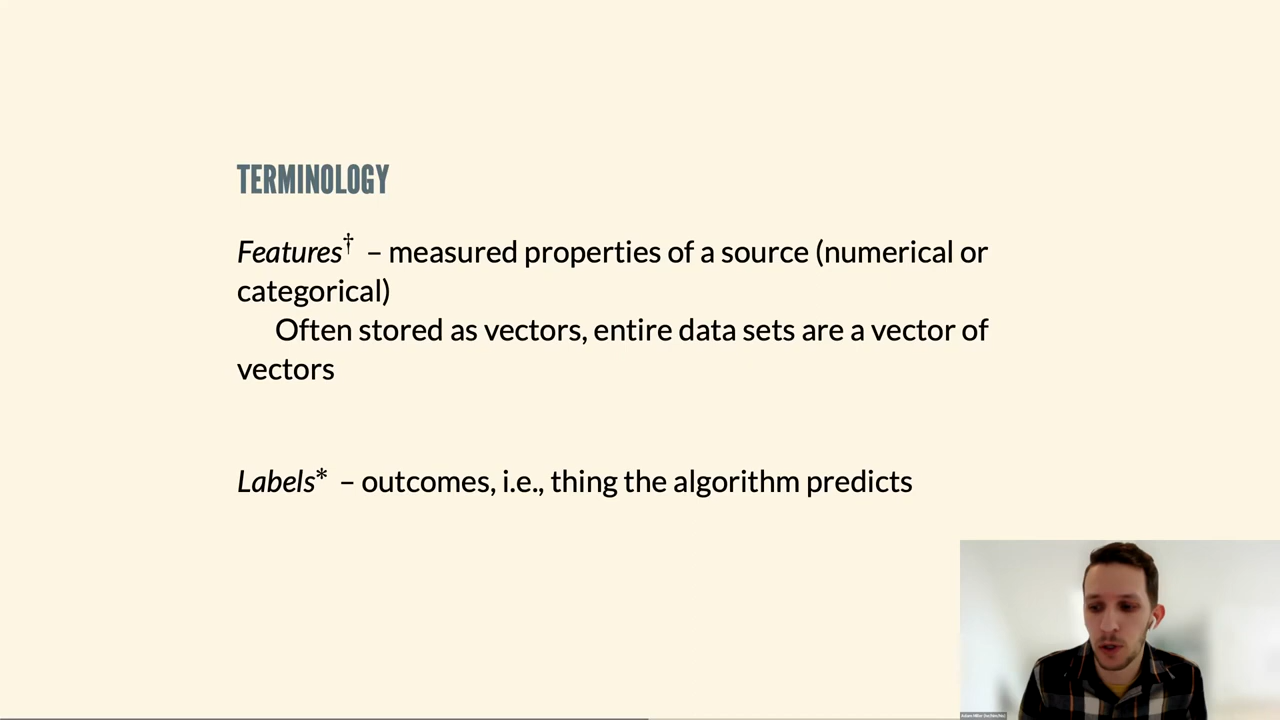 TERMINOLOGY
Features† – measured properties of a source (numerical or
categorical)
Often stored as vectors, entire data sets are a vector of
vectors
Labels* – outcomes, i.e., thing the algorithm predicts